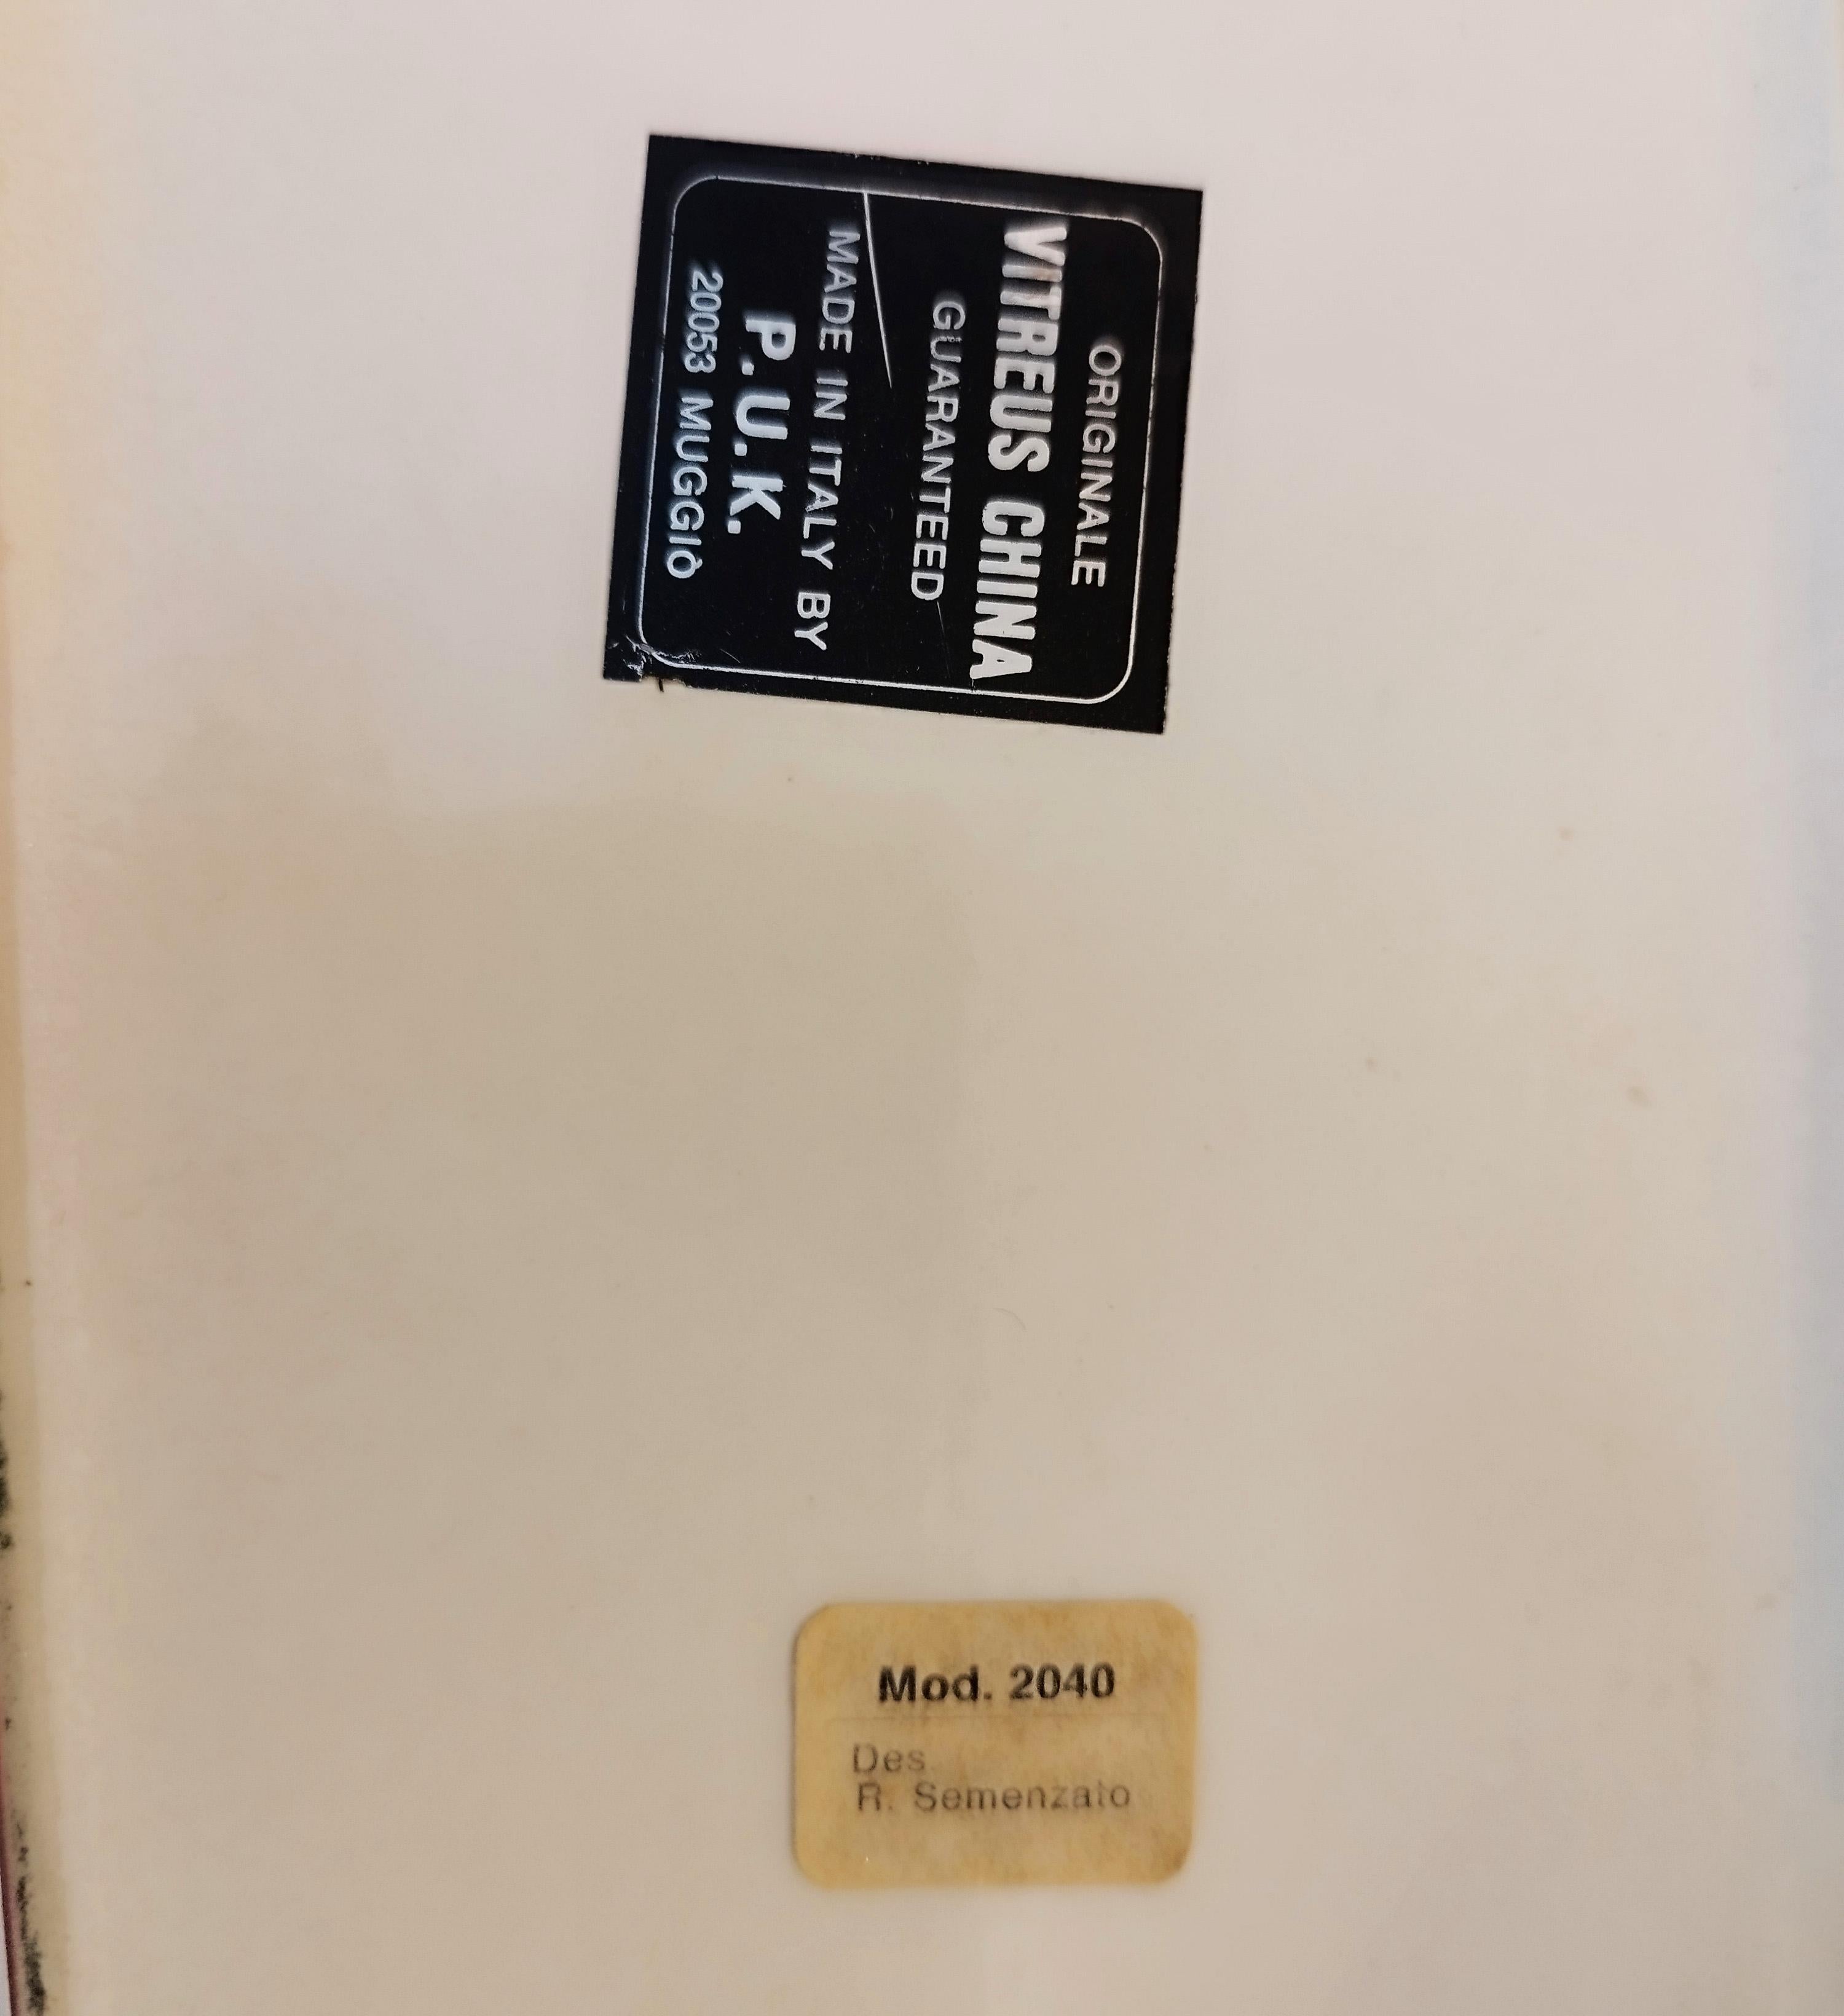 ORIGINALE
VITREUS CHINA
GUARANTEED
MADE IN ITALY BY
P.U.K.
20053 MUGGIÒ
Mod. 2040
Des.
R. Semenzato